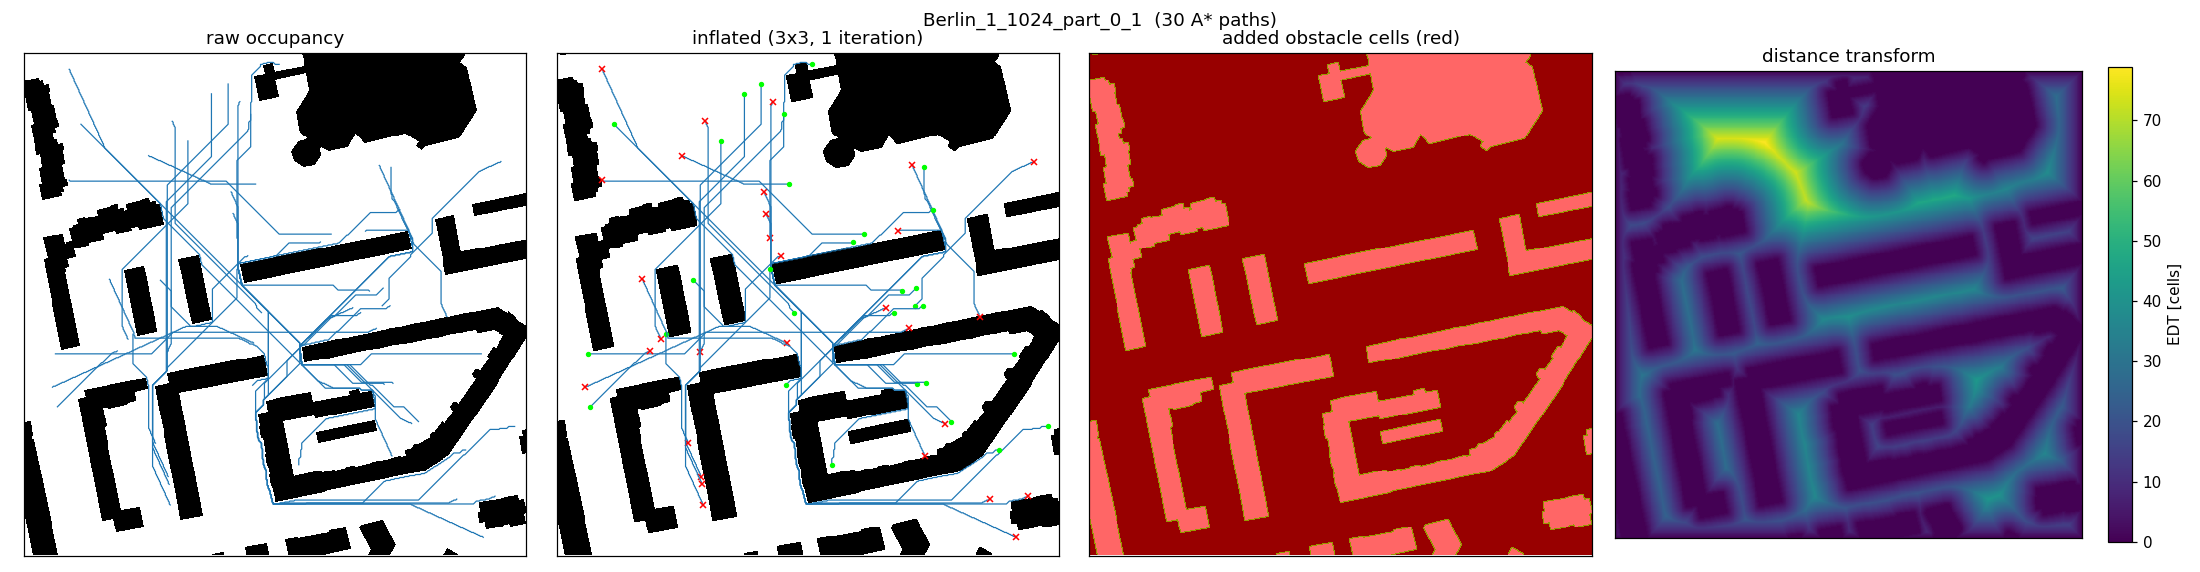 Berlin_1_1024_part_0_1  (30 A* paths)
raw occupancy
inflated (3x3, 1 iteration)
added obstacle cells (red)
distance transform
70
60
50
40
30
20
10
0
EDT [cells]